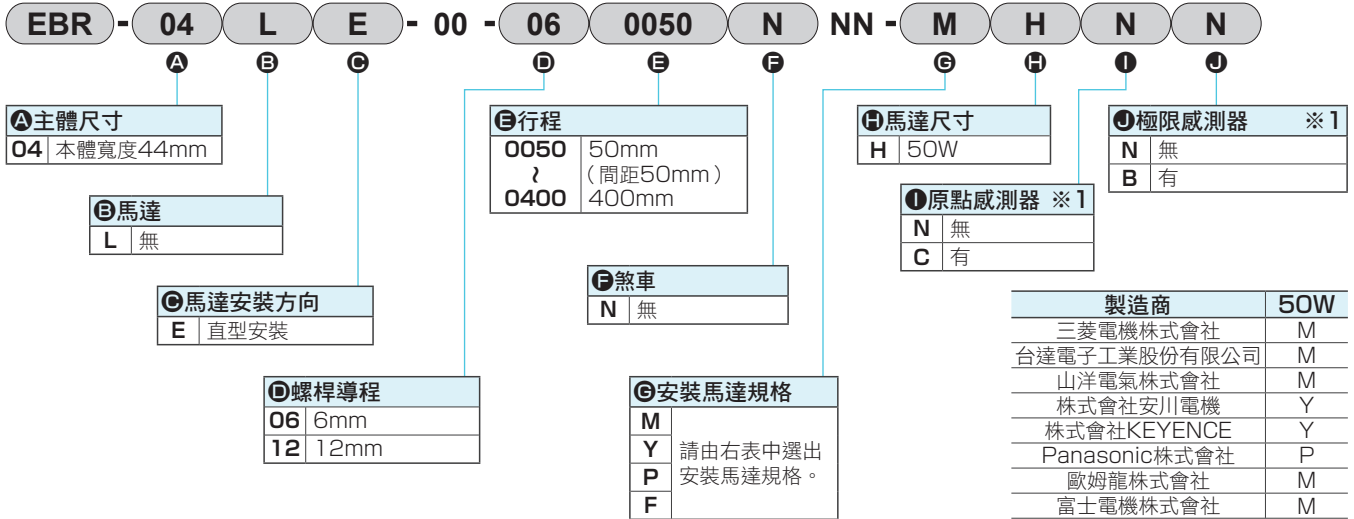 EBR - 04 L E - 00 - 06 0050 N NN - M H N N
A B C D E F G H I J
A主體尺寸
04 本體寬度44mm
B馬達
L 無
C馬達安裝方向
E 直型安裝
D螺桿導程
06 6mm
12 12mm
E行程
0050 50mm
～ (間距50mm)
0400 400mm
F煞車
N 無
G安裝馬達規格
M
Y 請由右表中選出
P 安裝馬達規格。
F
H馬達尺寸
H 50W
I原點感測器 ※1
N 無
C 有
J極限感測器 ※1
N 無
B 有
製造商 50W
三菱電機株式會社 M
台達電子工業股份有限公司 M
山洋電氣株式會社 M
株式會社安川電機 Y
株式會社KEYENCE Y
Panasonic株式會社 P
歐姆龍株式會社 M
富士電機株式會社 M